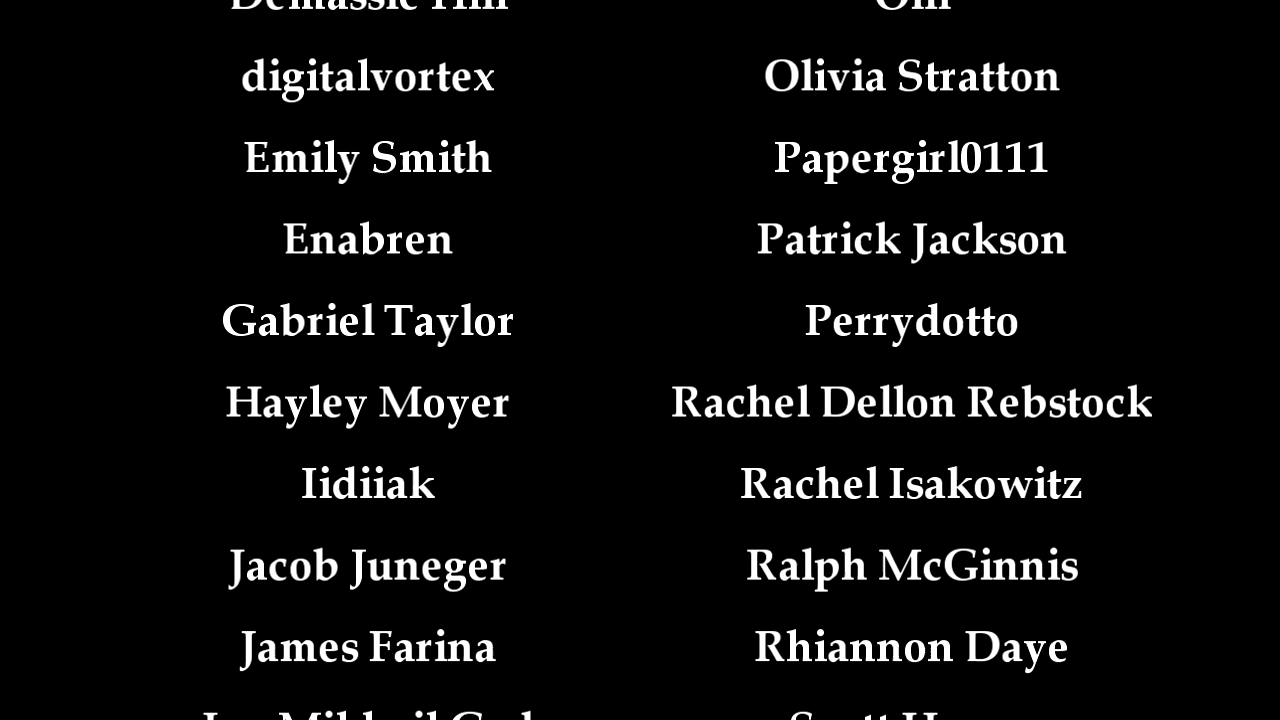 digitalvortex
Emily Smith
Enabren
Gabriel Taylor
Hayley Moyer
Iidiiak
Jacob Juneger
James Farina
Olivia Stratton
Papergirl0111
Patrick Jackson
Perrydotto
Rachel Dellon Rebstock
Rachel Isakowitz
Ralph McGinnis
Rhiannon Daye